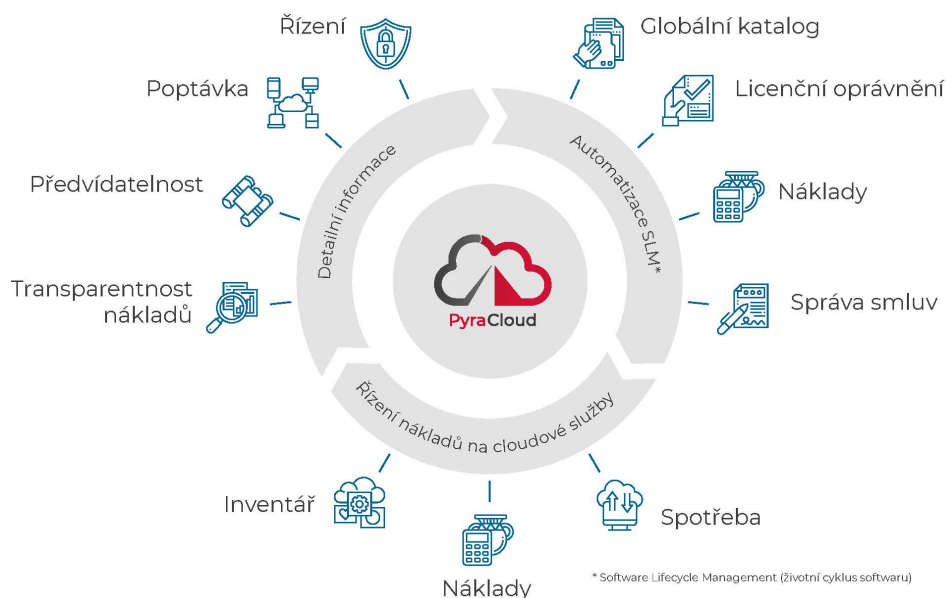 Řízení
Globální katalog
Poptávka
Licenční oprávnění
Předvídatelnost
Náklady
Transparentnost
nákladů
Správa smluv
Detailní informace
Automatizace SLM*
PyraCloud
Řízení nákladů na cloudové služby
Inventář
Náklady
Spotřeba
* Software Lifecycle Management (životní cyklus softwaru)